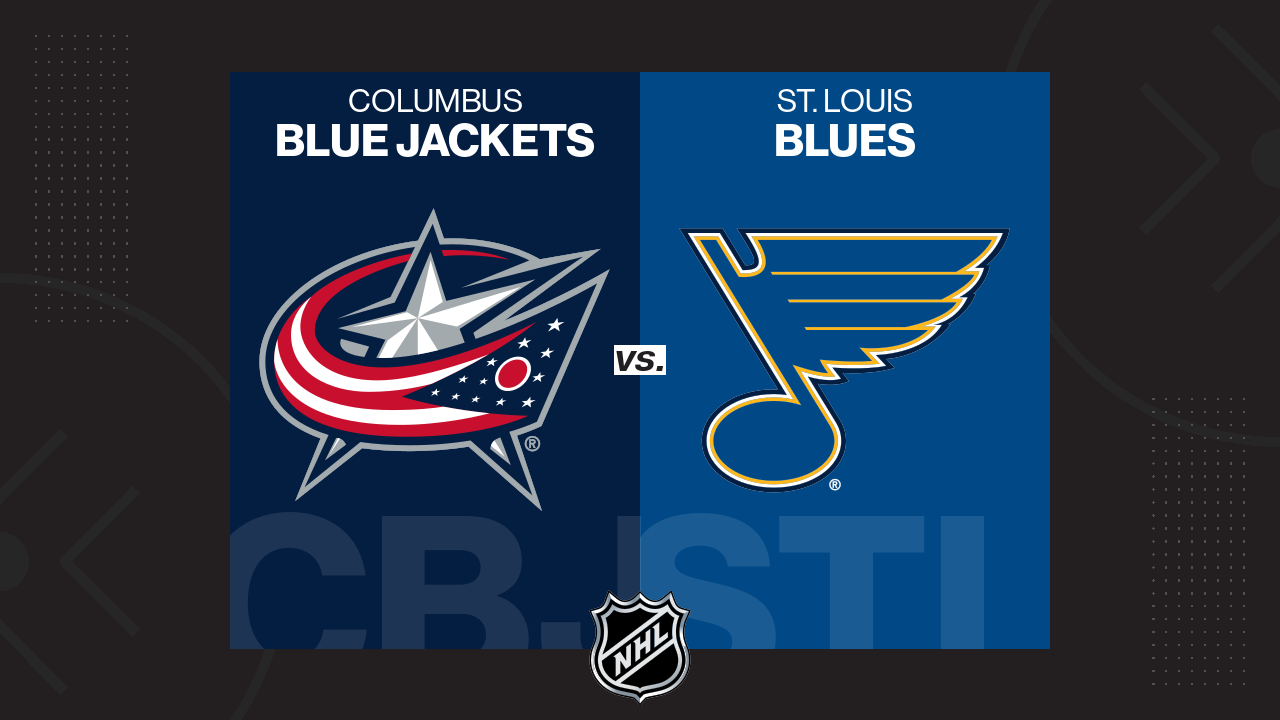 COLUMBUS
BLUE JACKETS
ST. LOUIS
BLUES
vs.
®
®
CBJ
STL
NHL